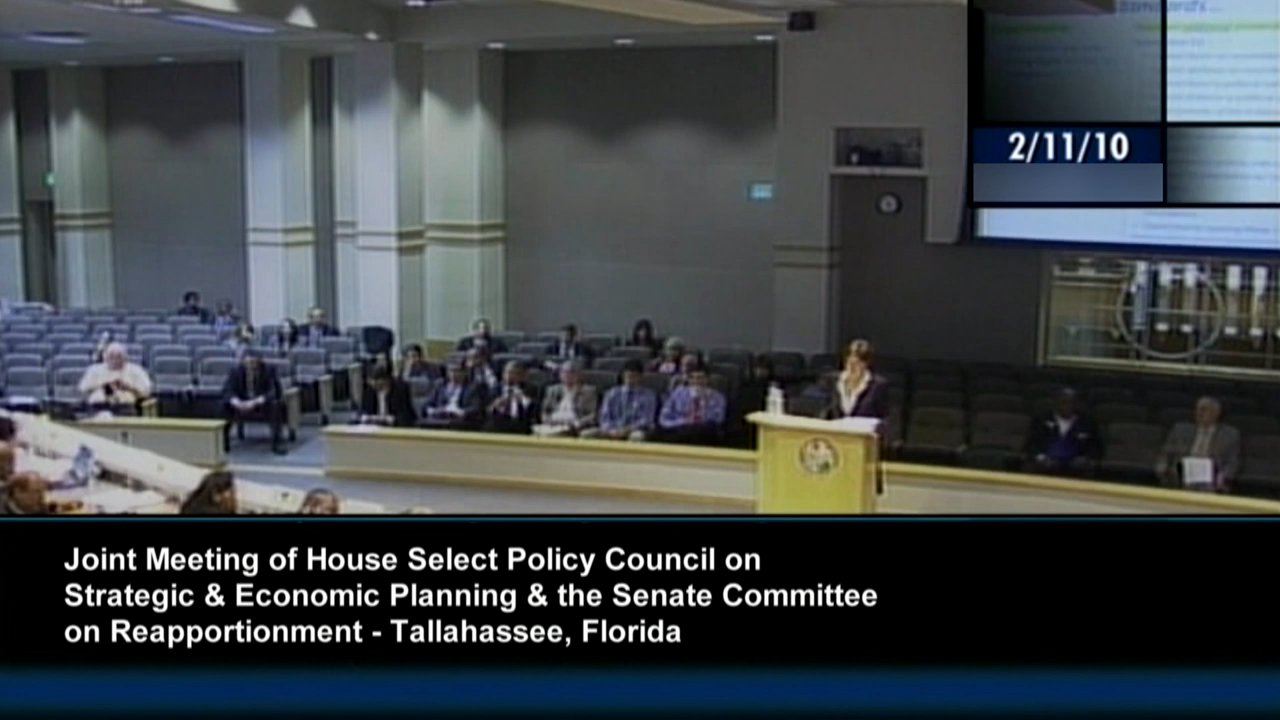 2/11/10
Joint Meeting of House Select Policy Council on
Strategic & Economic Planning & the Senate Committee
on Reapportionment - Tallahassee, Florida